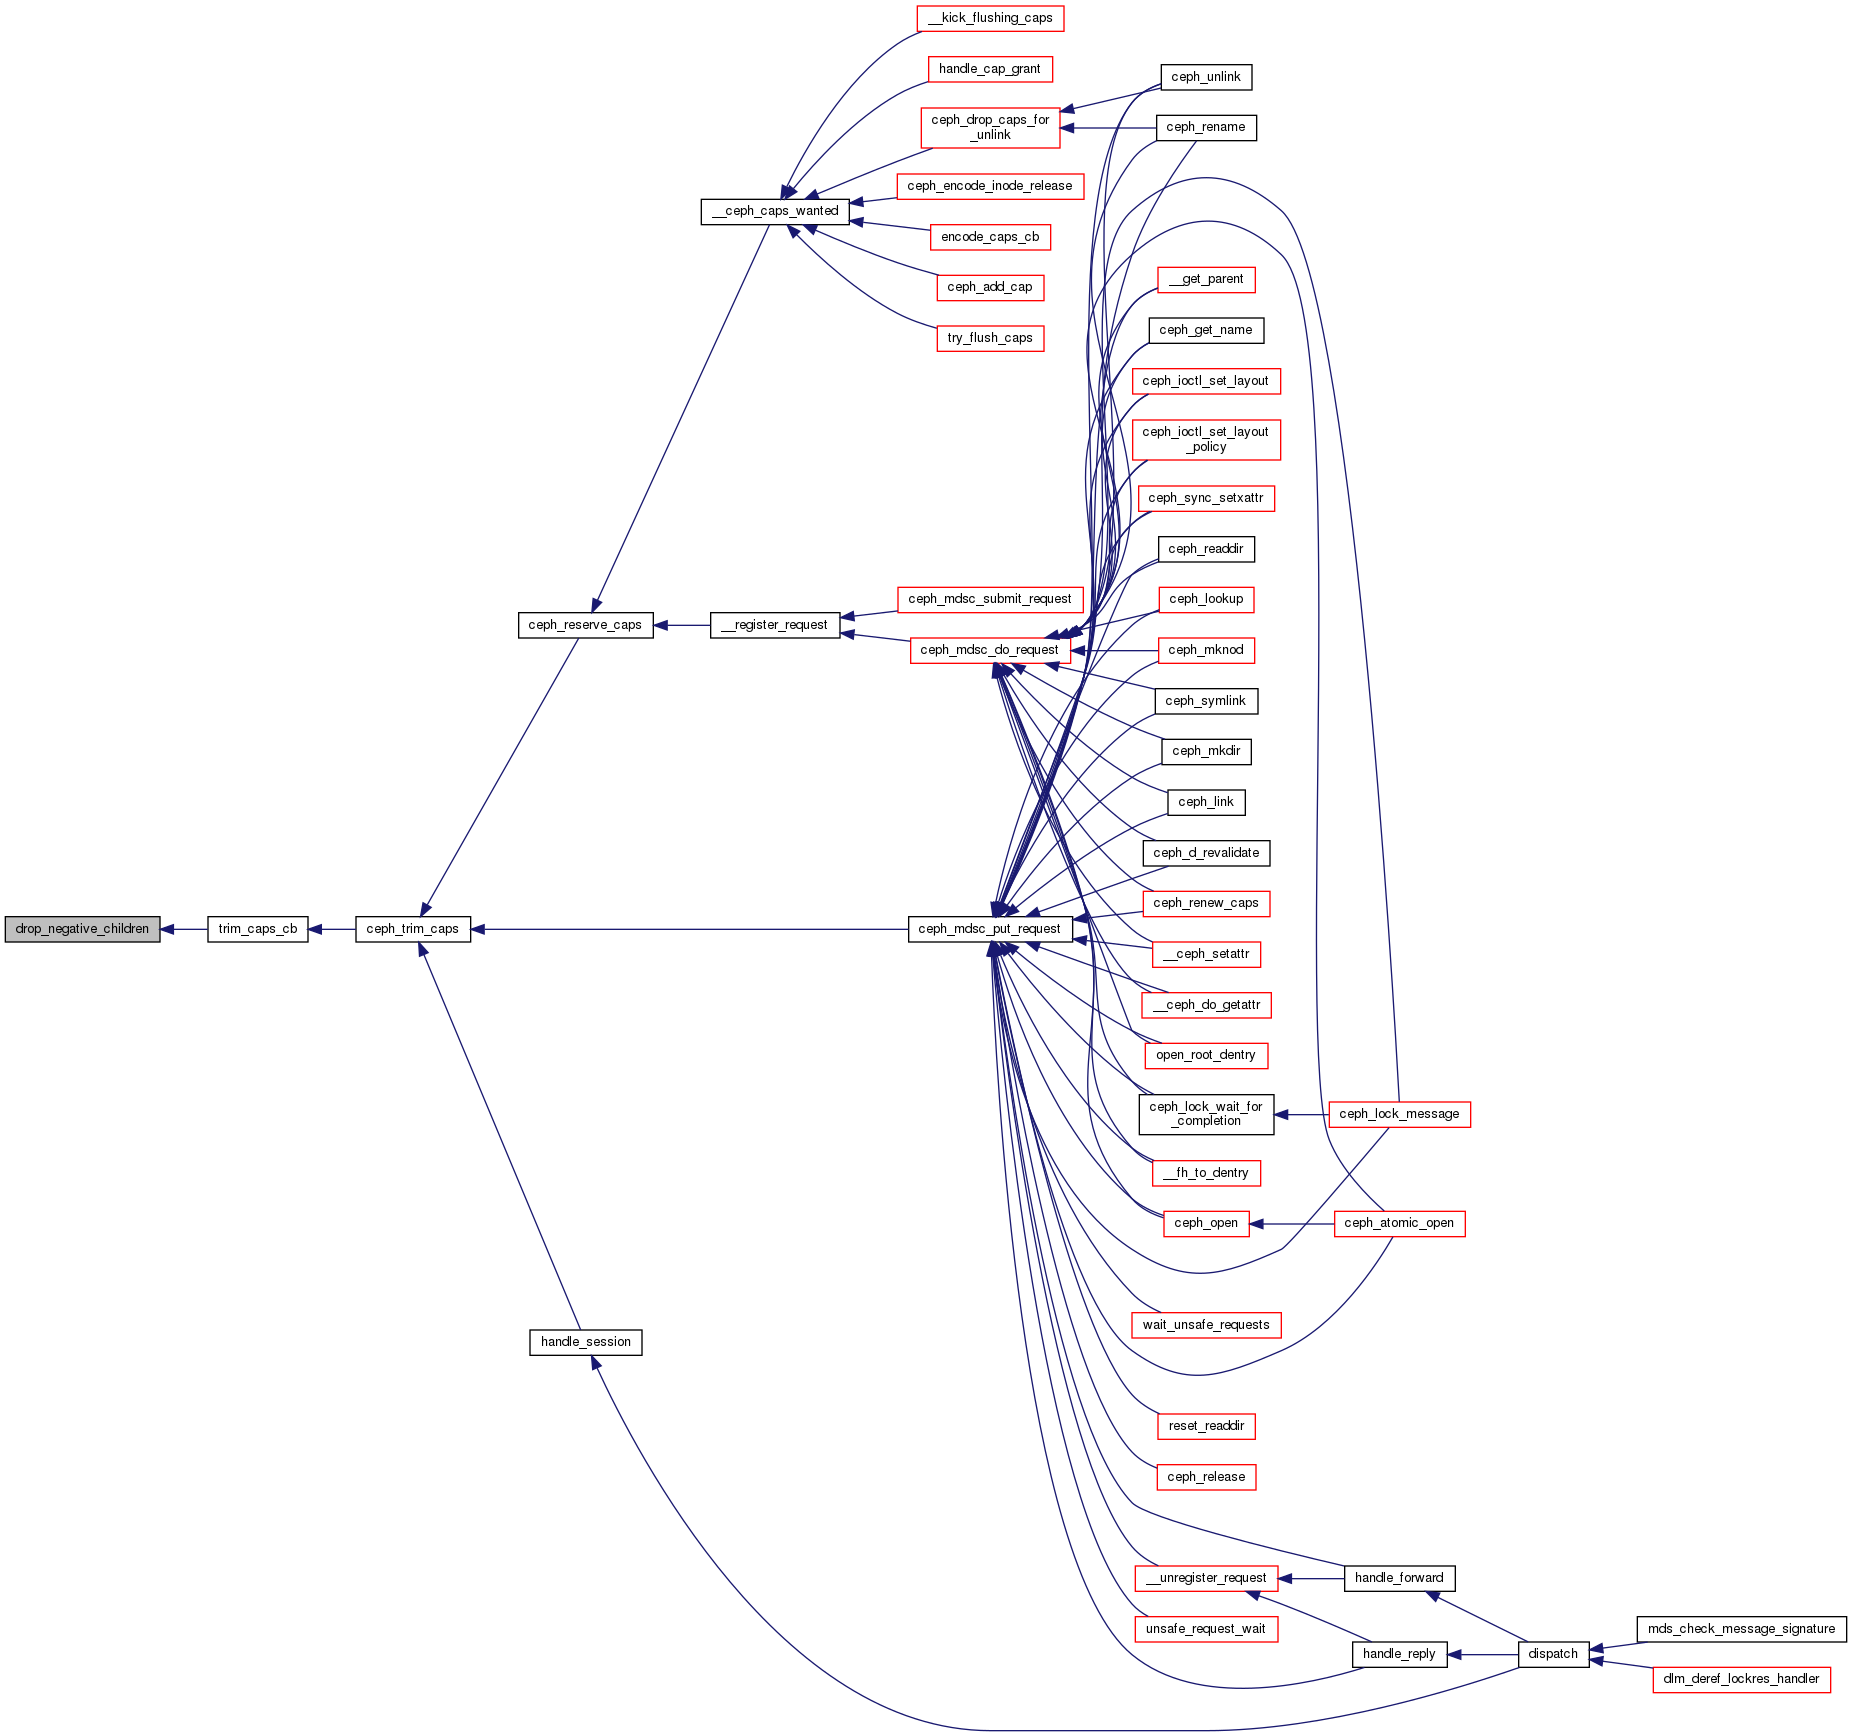 __kick_flushing_caps
handle_cap_grant
ceph_unlink
ceph_drop_caps_for
_unlink
ceph_rename
ceph_encode_inode_release
__ceph_caps_wanted
encode_caps_cb
ceph_add_cap
__get_parent
try_flush_caps
ceph_get_name
ceph_ioctl_set_layout
ceph_ioctl_set_layout
_policy
ceph_sync_setxattr
ceph_readdir
ceph_mdsc_submit_request
ceph_lookup
ceph_reserve_caps
__register_request
ceph_mdsc_do_request
ceph_mknod
ceph_symlink
ceph_mkdir
ceph_link
ceph_d_revalidate
ceph_renew_caps
drop_negative_children
trim_caps_cb
ceph_trim_caps
ceph_mdsc_put_request
__ceph_setattr
__ceph_do_getattr
open_root_dentry
ceph_lock_wait_for
_completion
ceph_lock_message
__fh_to_dentry
ceph_open
ceph_atomic_open
wait_unsafe_requests
handle_session
reset_readdir
ceph_release
__unregister_request
handle_forward
unsafe_request_wait
mds_check_message_signature
handle_reply
dispatch
dlm_deref_lockres_handler